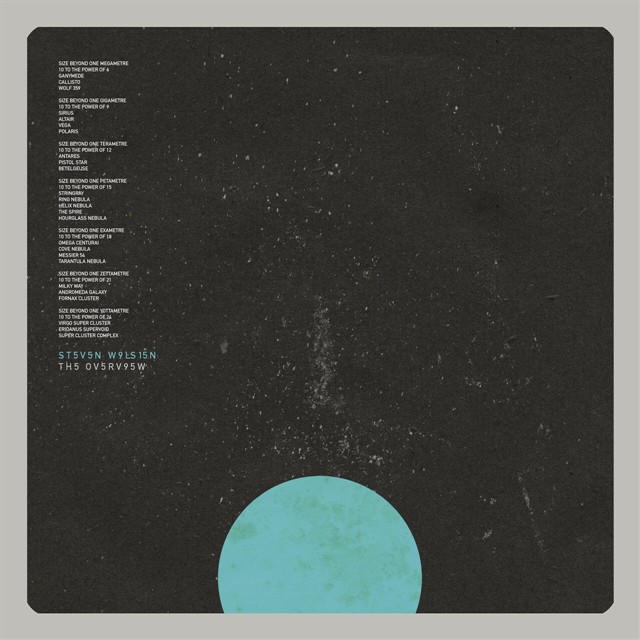 SIZE BEYOND ONE MEGAMETRE
10 TO THE POWER OF 6
GANYMEDE
CALLISTO
WOLF 359
SIZE BEYOND ONE GIGAMETRE
10 TO THE POWER OF 9
SIRIUS
ALTAIR
VEGA
POLARIS
SIZE BEYOND ONE TERAMETRE
10 TO THE POWER OF 12
ANTARES
PISTOL STAR
BETELGEUSE
SIZE BEYOND ONE PETAMETRE
10 TO THE POWER OF 15
STRINGRAY
RING NEBULA
HELIX NEBULA
THE SPIRE
HOURGLASS NEBULA
SIZE BEYOND ONE EXAMETRE
10 TO THE POWER OF 18
OMEGA CENTURAI
COVE NEBULA
MESSIER 54
TARANTULA NEBULA
SIZE BEYOND ONE ZETTAMETRE
10 TO THE POWER OF 21
MILKY WAY
ANDROMEDA GALAXY
FORNAX CLUSTER
SIZE BEYOND ONE YOTTAMETRE
10 TO THE POWER OF 24
VIRGO SUPER CLUSTER
ERIDANUS SUPERVOID
SUPER CLUSTER COMPLEX
ST5V5N W9LS15N
TH5 OV5RV95W